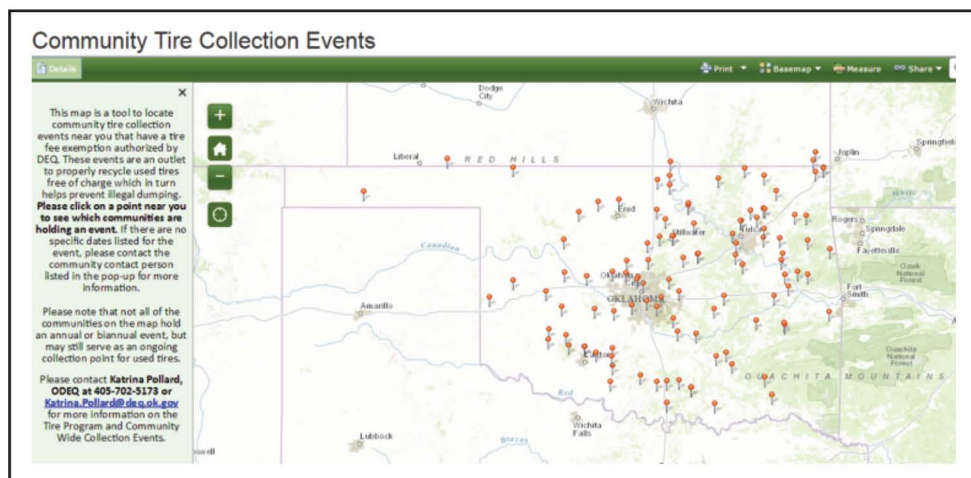 Community Tire Collection Events
Details
Print
Basemap
Measure
Share
This map is a tool to locate
community tire collection
events near you that have a tire
fee exemption authorized by
DEQ. These events are an outlet
to properly recycle used tires
free of charge which in turn
helps prevent illegal dumping.
Please click on a point near you
to see which communities are
holding an event. If there are no
specific dates listed for the
event, please contact the
community contact person
listed in the pop-up for more
information.
Please note that not all of the
communities on the map hold
an annual or biannual event, but
may still serve as an ongoing
collection point for used tires.
Please contact Katrina Pollard,
ODEQ at 405-702-5173 or
Katrina.Pollard@deq.ok.gov
for more information on the
Tire Program and Community
Wide Collection Events.
Dodge
City
Wichita
Liberal
RED HILLS
Joplin
Springfield
Enid
Stillwater
Tulsa
Rogers
Springdale
Fayetteville
Canadian
Ozark
National
Forest
Oklahoma
City
OKLAHOMA
Amarillo
Fort
Smith
Lawton
Ouachita
National
Forest
OUACHITA MOUNTAINS
Red
Wichita
Falls
Lubbock
Brazos
swell